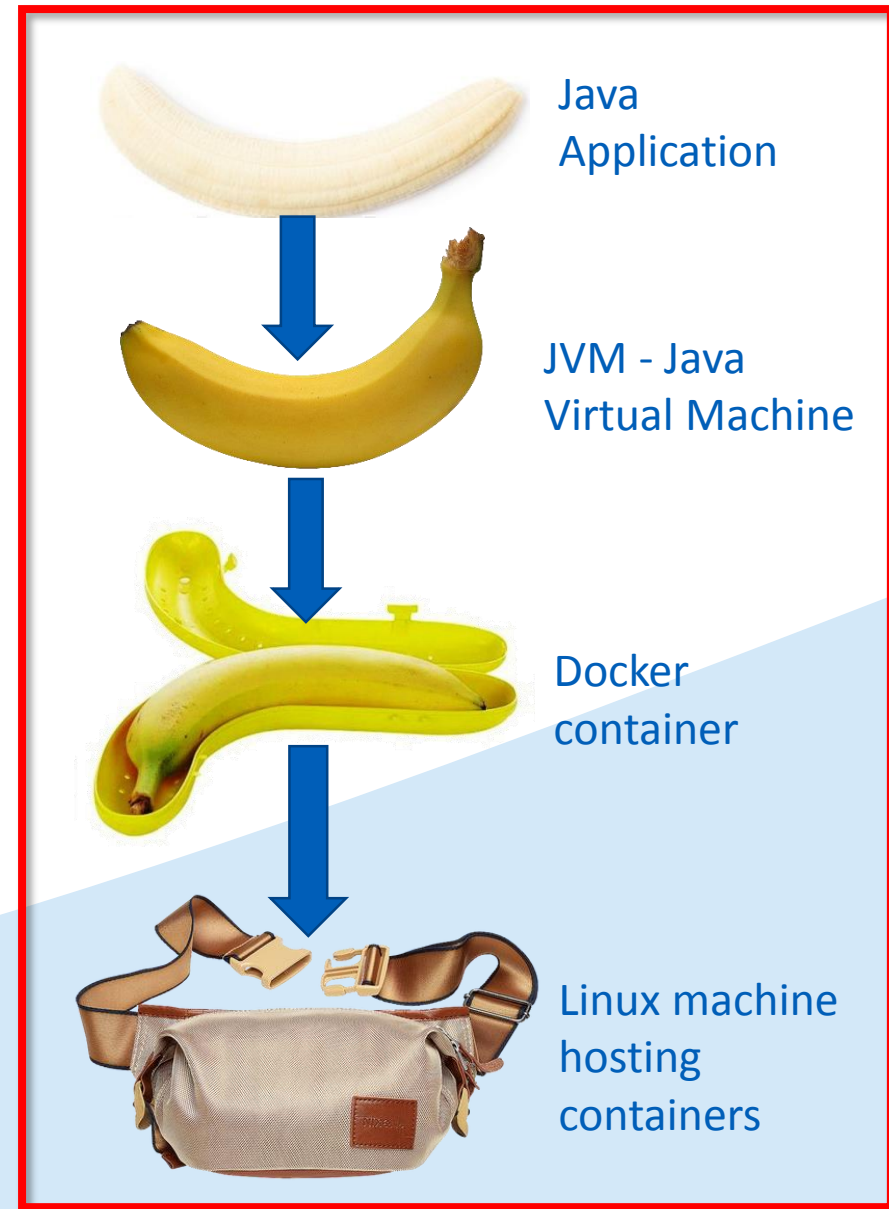 Java
Application
JVM - Java
Virtual Machine
Docker
container
Linux machine
hosting
containers